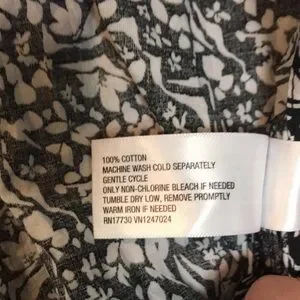 100% COTTON
MACHINE WASH COLD SEPARATELY
GENTLE CYCLE
ONLY NON-CHLORINE BLEACH IF NEEDED
TUMBLE DRY LOW, REMOVE PROMPTLY
WARM IRON IF NEEDED
RN17730 VN1247024